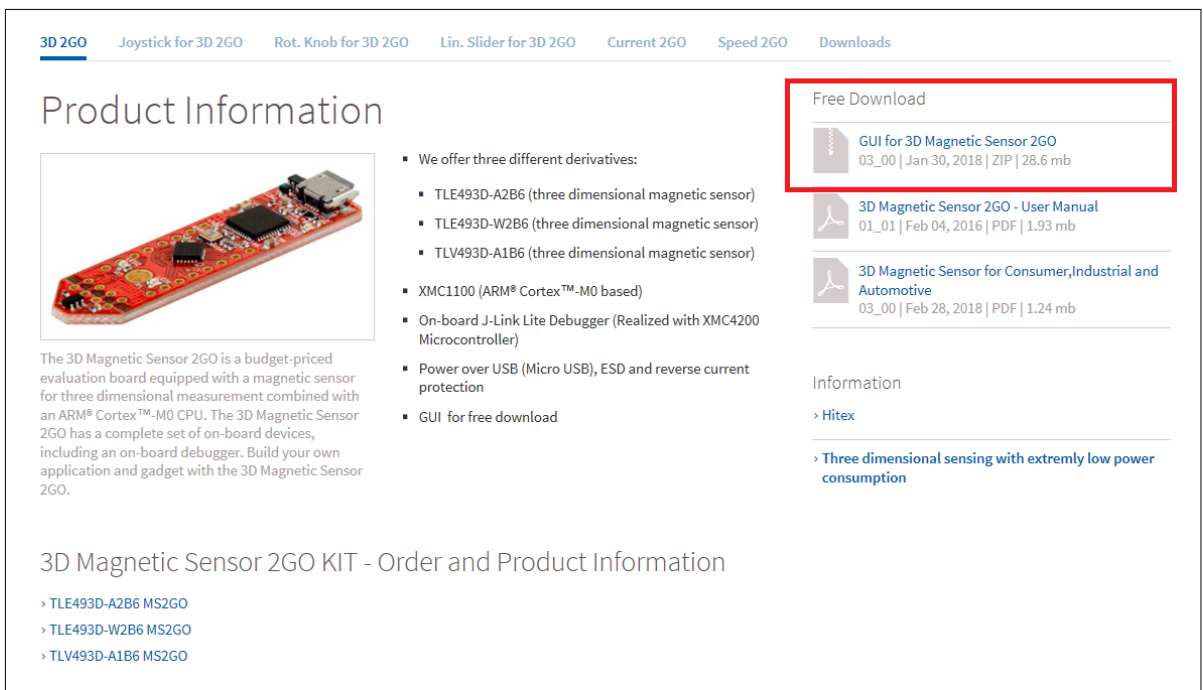 3D 2GO Joystick for 3D 2GO Rot. Knob for 3D 2GO Lin. Slider for 3D 2GO Current 2GO Speed 2GO Downloads
Product Information
The 3D Magnetic Sensor 2GO is a budget-priced
evaluation board equipped with a magnetic sensor
for three dimensional measurement combined with
an ARM® Cortex™-M0 CPU. The 3D Magnetic Sensor
2GO has a complete set of on-board devices,
including an on-board debugger. Build your own
application and gadget with the 3D Magnetic Sensor
2GO.
▪ We offer three different derivatives:
▪ TLE493D-A2B6 (three dimensional magnetic sensor)
▪ TLE493D-W2B6 (three dimensional magnetic sensor)
▪ TLV493D-A1B6 (three dimensional magnetic sensor)
▪ XMC1100 (ARM® Cortex™-M0 based)
▪ On-board J-Link Lite Debugger (Realized with XMC4200
Microcontroller)
▪ Power over USB (Micro USB), ESD and reverse current
protection
▪ GUI for free download
Free Download
GUI for 3D Magnetic Sensor 2GO
03_00 | Jan 30, 2018 | ZIP | 28.6 mb
3D Magnetic Sensor 2GO - User Manual
01_01 | Feb 04, 2016 | PDF | 1.93 mb
3D Magnetic Sensor for Consumer,Industrial and
Automotive
03_00 | Feb 28, 2018 | PDF | 1.24 mb
Information
› Hitex
› Three dimensional sensing with extremly low power
consumption
3D Magnetic Sensor 2GO KIT - Order and Product Information
› TLE493D-A2B6 MS2GO
› TLE493D-W2B6 MS2GO
› TLV493D-A1B6 MS2GO